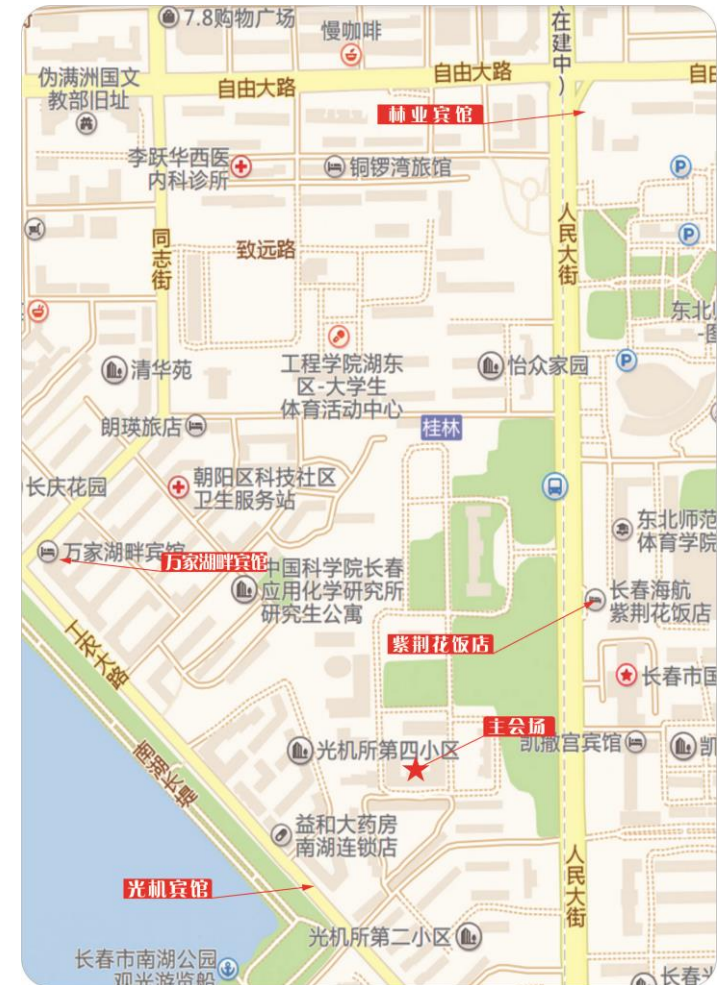 7.8购物广场
慢咖啡
在建中）
伪满洲国文
教部旧址
自由大路
自由大路
林业宾馆
李跃华西医
内科诊所
铜锣湾旅馆
人民大街
同志街
致远路
东北
工程学院湖东
区-大学生
体育活动中心
怡众家园
清华苑
朗瑛旅店
桂林
长庆花园
朝阳区科技社区
卫生服务站
东北师范
体育学院
万家湖畔宾馆
万家湖畔宾馆
中国科学院长春
应用化学研究所
研究生公寓
长春海航
紫荆花饭店
紫荆花饭店
工农大路
长春市国
主会场
凯撒宫宾馆
凯
光机所第四小区
南湖长堤
益和大药房
南湖连锁店
光机宾馆
人民大街
光机所第二小区
长春市南湖公园
观光游览船
长春